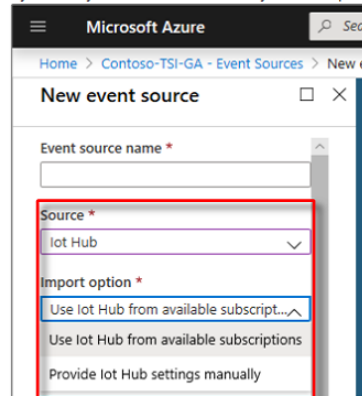 Microsoft Azure
Home > Contoso-TSI-GA - Event Sources > New
New event source
Event source name *
Source *
Iot Hub
Import option *
Use Iot Hub from available subscript...
Use Iot Hub from available subscriptions
Provide Iot Hub settings manually